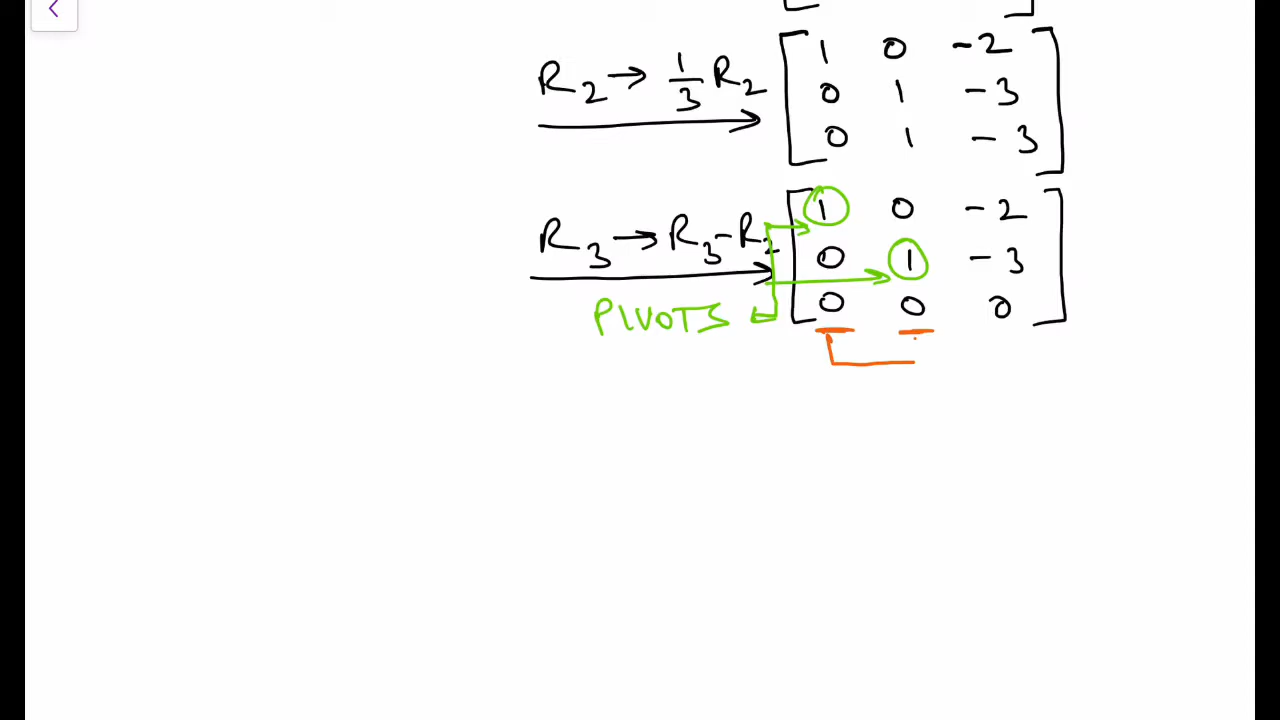 R₂ → 1/3 R₂ [ 1 0 -2
0 1 -3
0 1 -3 ]
R₃ → R₃ - R₂ [ 1 0 -2
0 1 -3
0 0 0 ]
PIVOTS